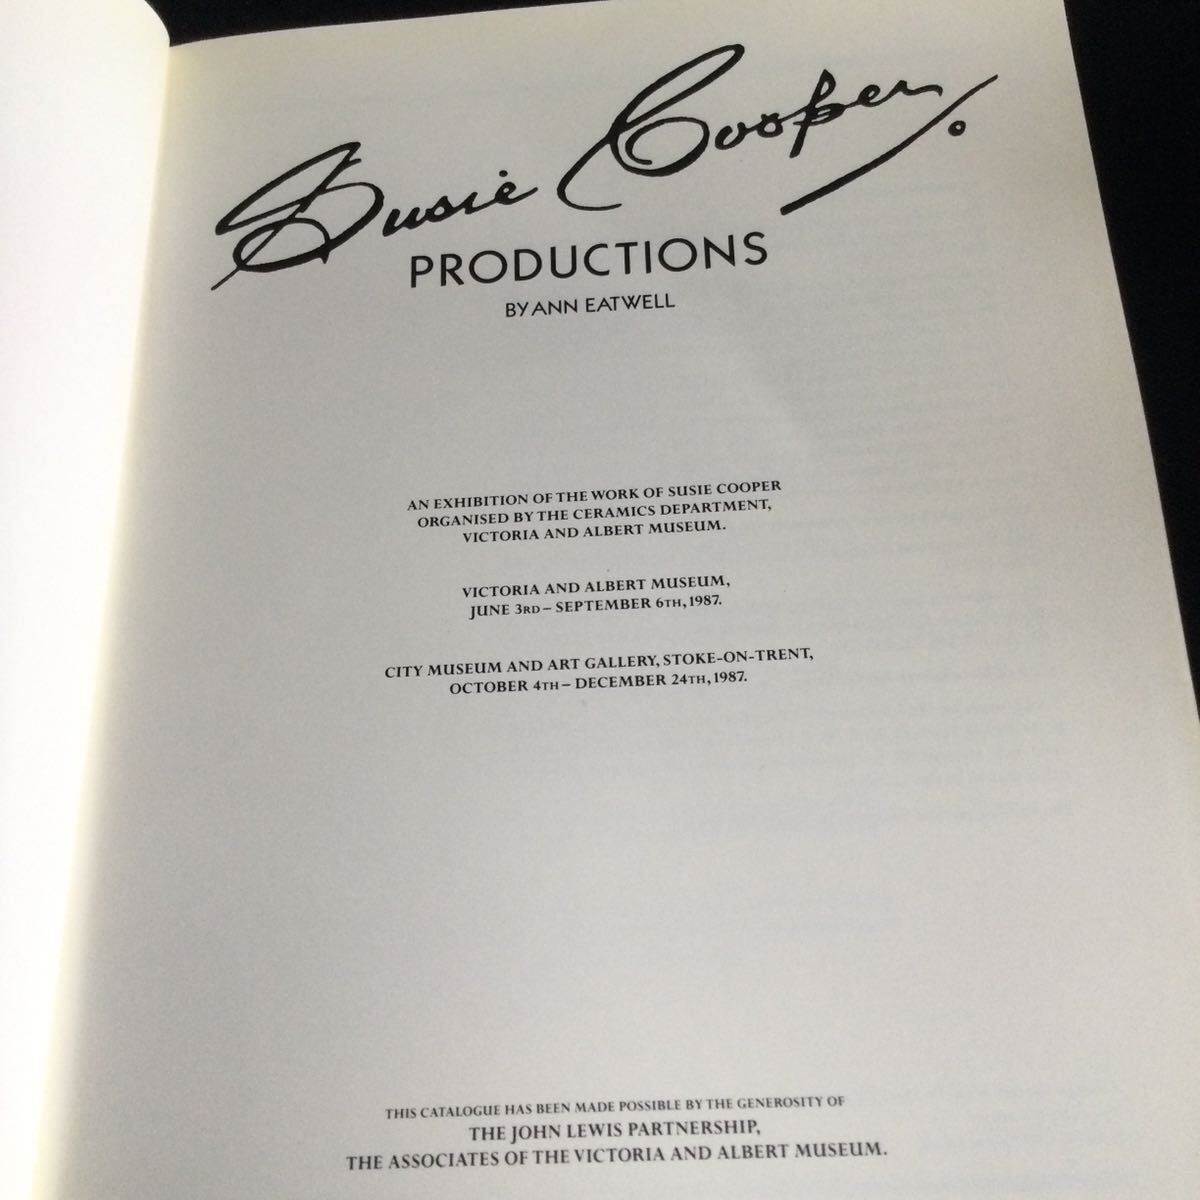 Susie Cooper.
PRODUCTIONS
BY ANN EATWELL
AN EXHIBITION OF THE WORK OF SUSIE COOPER
ORGANISED BY THE CERAMICS DEPARTMENT,
VICTORIA AND ALBERT MUSEUM.
VICTORIA AND ALBERT MUSEUM,
JUNE 3RD – SEPTEMBER 6TH, 1987.
CITY MUSEUM AND ART GALLERY, STOKE-ON-TRENT,
OCTOBER 4TH – DECEMBER 24TH, 1987.
THIS CATALOGUE HAS BEEN MADE POSSIBLE BY THE GENEROSITY OF
THE JOHN LEWIS PARTNERSHIP,
THE ASSOCIATES OF THE VICTORIA AND ALBERT MUSEUM.